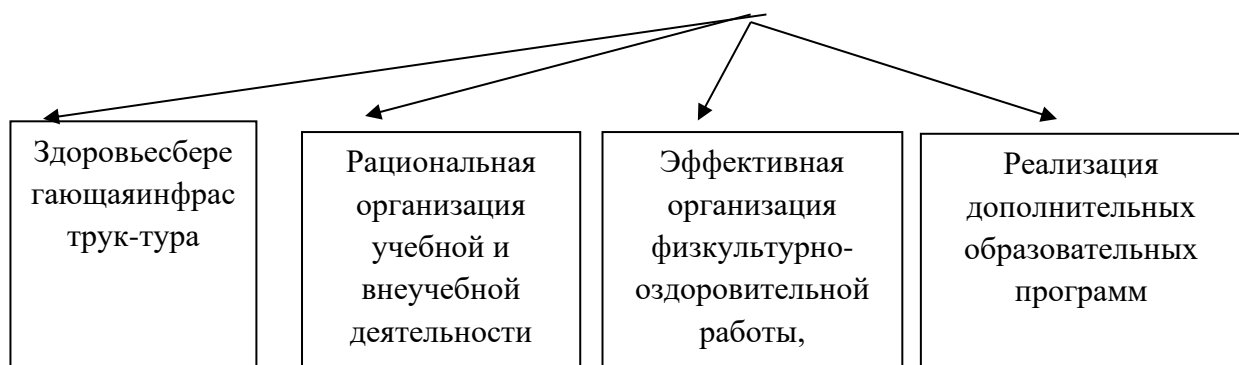 Здоровьесбере
гающаяинфрас
трук-тура
Рациональная
организация
учебной и
внеучебной
деятельности
Эффективная
организация
физкультурно-
оздоровительной
работы,
Реализация
дополнительных
образовательных
программ